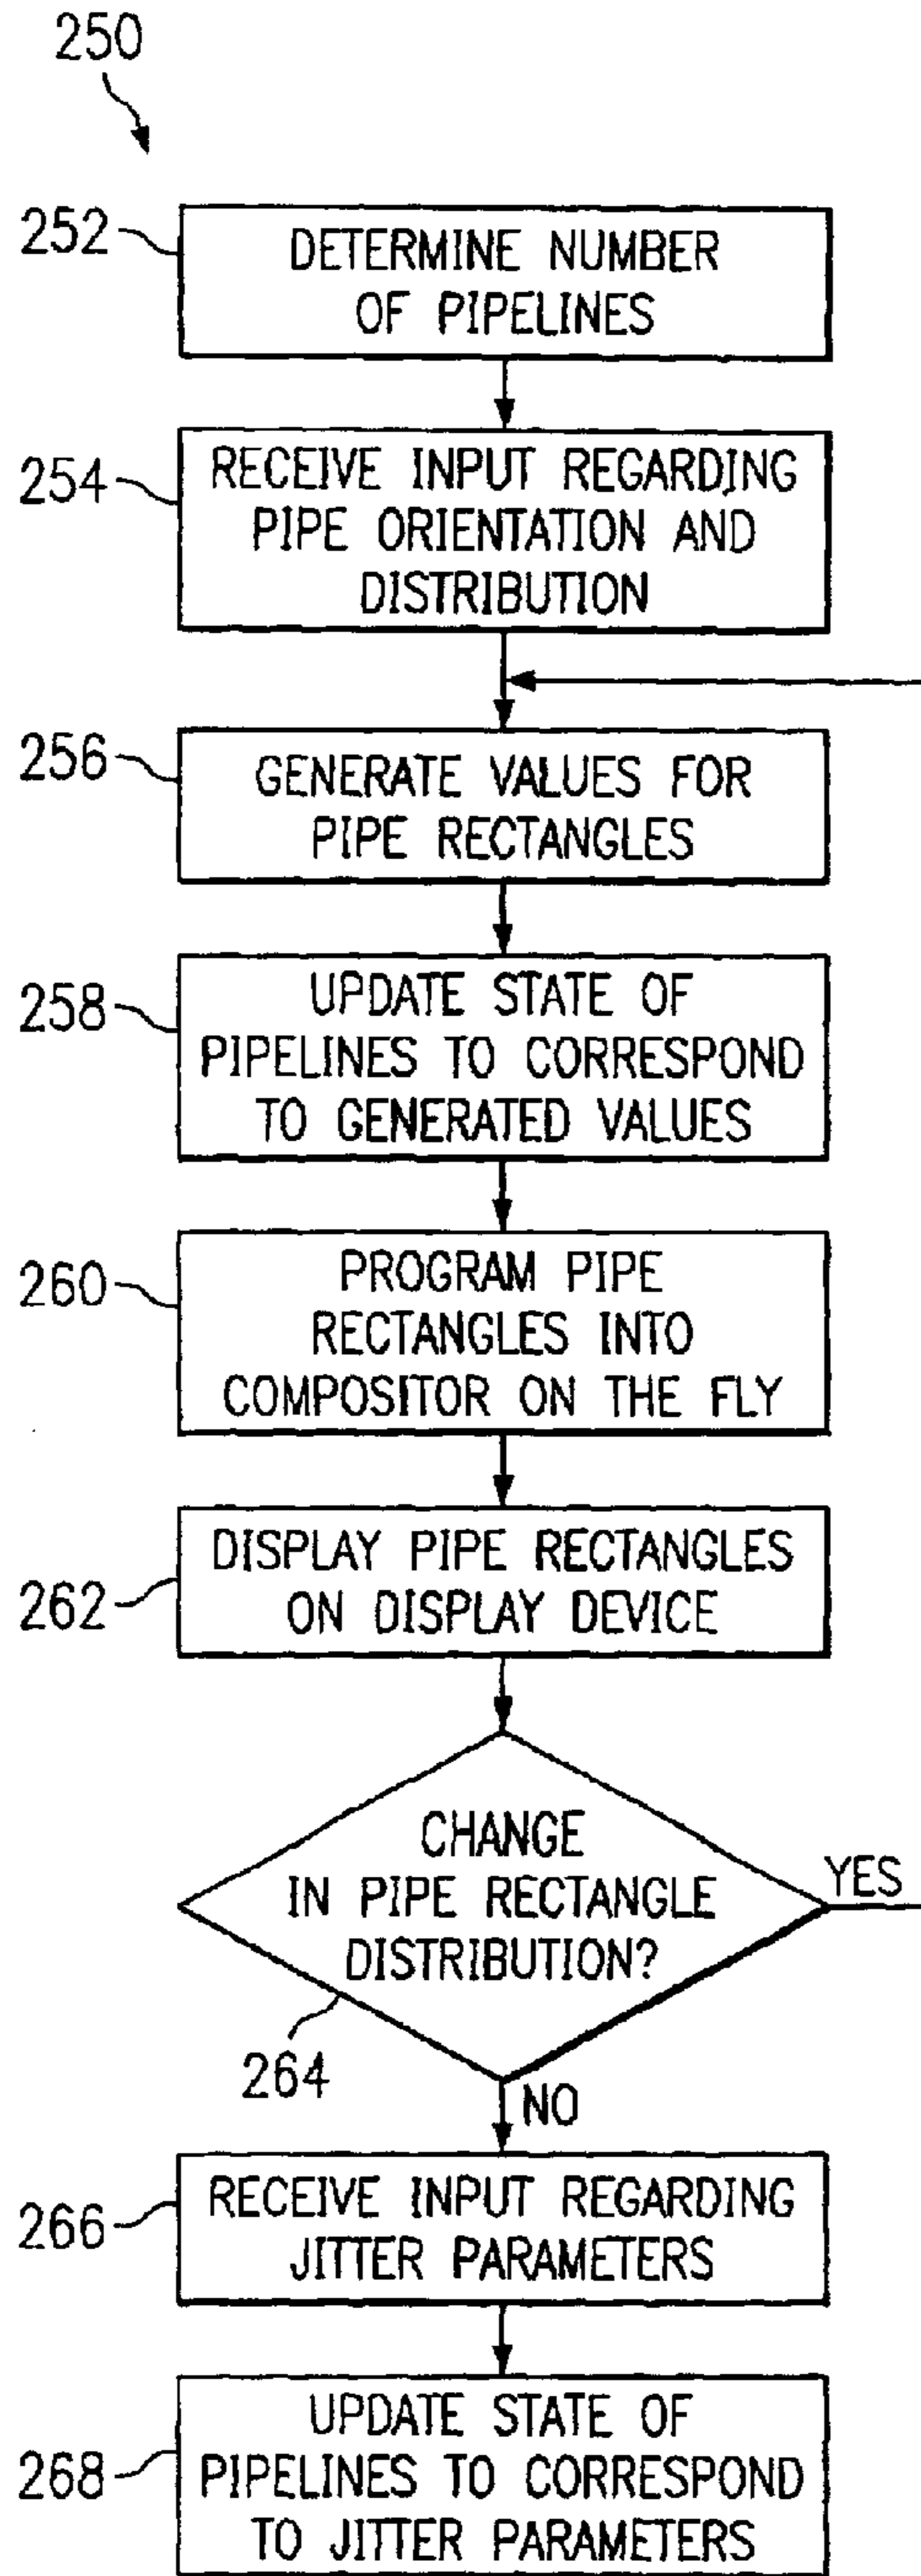 250
252
DETERMINE NUMBER
OF PIPELINES
254
RECEIVE INPUT REGARDING
PIPE ORIENTATION AND
DISTRIBUTION
256
GENERATE VALUES FOR
PIPE RECTANGLES
258
UPDATE STATE OF
PIPELINES TO CORRESPOND
TO GENERATED VALUES
260
PROGRAM PIPE
RECTANGLES INTO
COMPOSITOR ON THE FLY
262
DISPLAY PIPE RECTANGLES
ON DISPLAY DEVICE
CHANGE
IN PIPE RECTANGLE
DISTRIBUTION?
YES
264
NO
266
RECEIVE INPUT REGARDING
JITTER PARAMETERS
268
UPDATE STATE OF
PIPELINES TO CORRESPOND
TO JITTER PARAMETERS